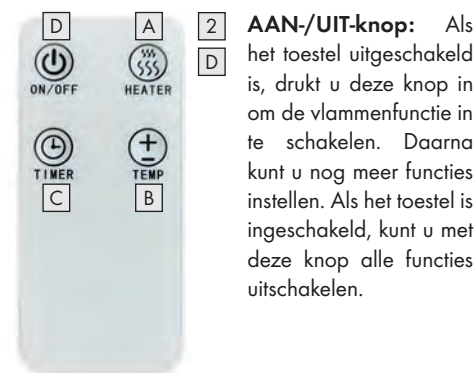 D A
ON/OFF HEATER
TIMER TEMP
C B
2
D
AAN-/UIT-knop: Als
het toestel uitgeschakeld
is, drukt u deze knop in
om de vlammenfunctie in
te schakelen. Daarna
kunt u nog meer functies
instellen. Als het toestel is
ingeschakeld, kunt u met
deze knop alle functies
uitschakelen.